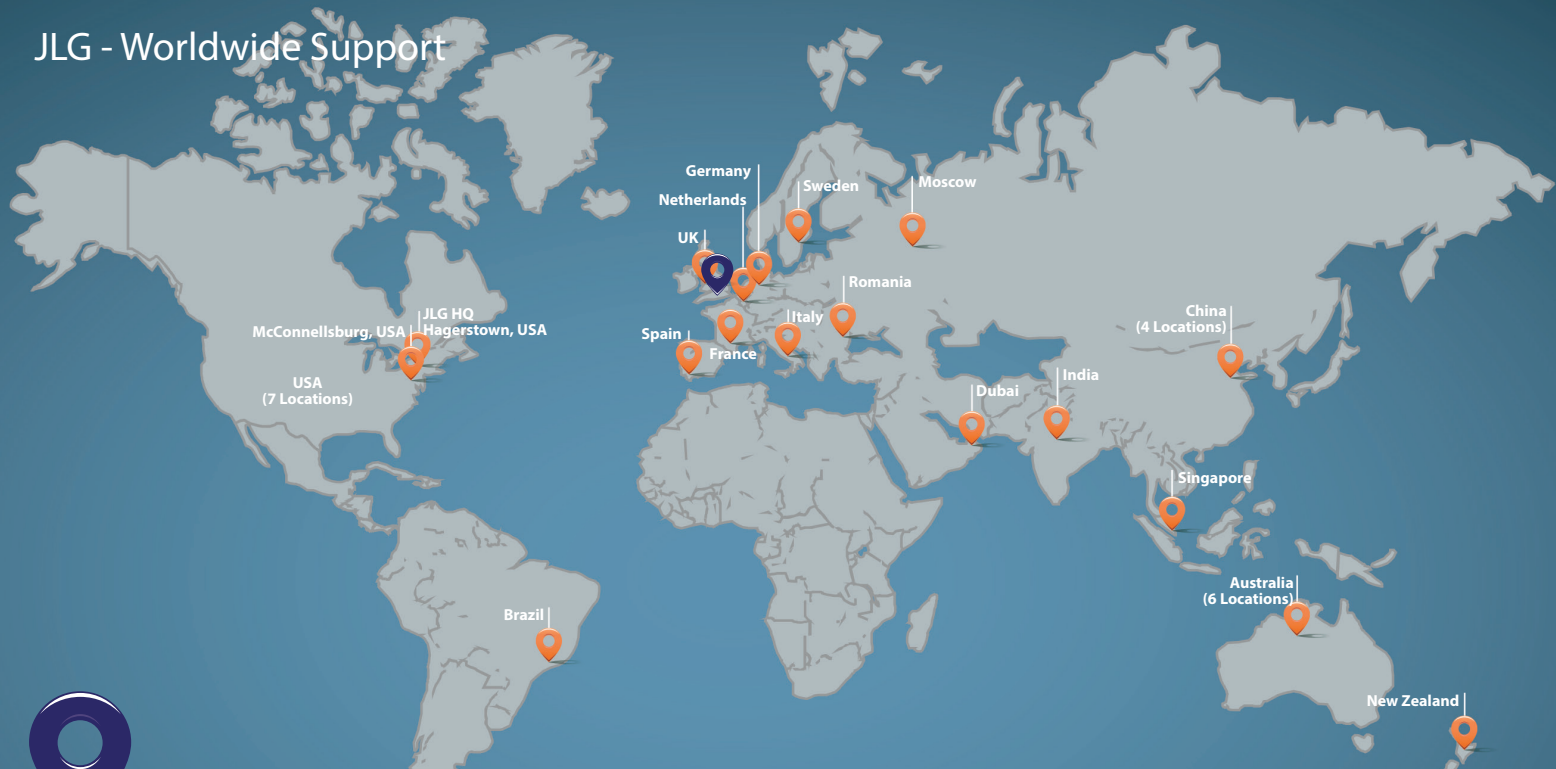 JLG - Worldwide Support
Germany
Netherlands
Sweden
Moscow
UK
Romania
Italy
Spain
France
JLG HQ
Hagerstown, USA
McConnellsburg, USA
USA
(7 Locations)
China
(4 Locations)
India
Dubai
Singapore
Australia
(6 Locations)
Brazil
New Zealand